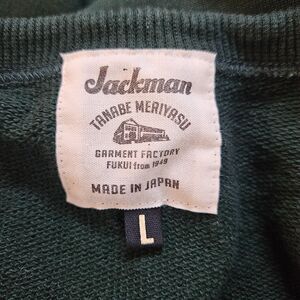 Jackman
TANABE MERIYASU
GARMENT FACTORY
FUKUI from 1949
MADE IN JAPAN
L